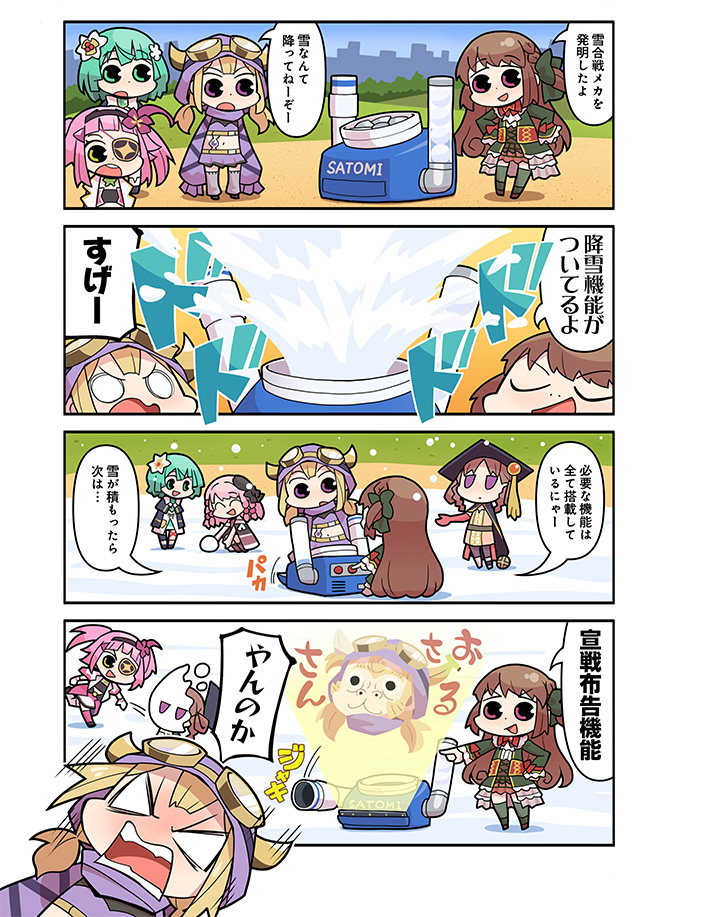 雪合戦メカを
発明したよ
雪なんて
降ってねーぞー
SATOMI
降雪機能が
ついてるよ
ドド
ドド
すげー
必要な機能は
全て搭載して
いるにゃー
パカ
雪が積もったら
次は…
宣戦布告機能
おさるさん
やんのか
ジャキ
SATOMI